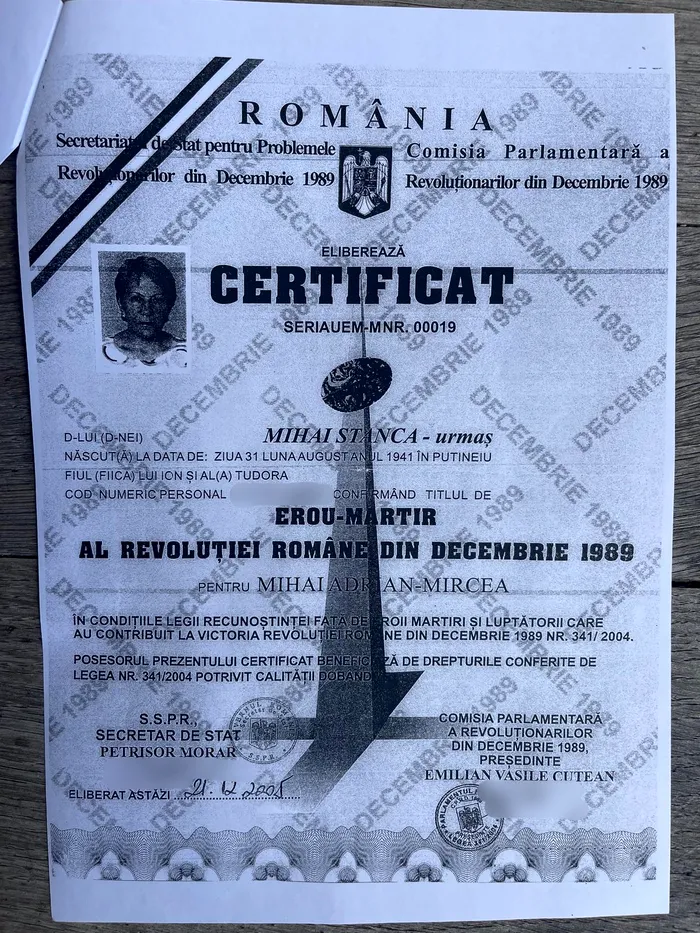 ROMÂNIA
Secretariatul de Stat pentru Problemele
Revoluționarilor din Decembrie 1989
Comisia Parlamentară a
Revoluționarilor din Decembrie 1989
ELIBEREAZĂ
CERTIFICAT
SERIAUEM-MNR. 00019
D-LUI (D-NEI) MIHAI STANCA - urmaș
NĂSCUT(Ă) LA DATA DE: ZIUA 31 LUNA AUGUST ANUL 1941 ÎN PUTINEIU
FIUL (FIICA) LUI ION ȘI AL(A) TUDORA
COD NUMERIC PERSONAL CONFIRMÂND TITLUL DE
EROU-MARTIR
AL REVOLUȚIEI ROMÂNE DIN DECEMBRIE 1989
PENTRU MIHAI ADRIAN-MIRCEA
ÎN CONDIȚIILE LEGII RECUNOȘTINȚEI FAȚĂ DE EROII MARTIRI ȘI LUPTĂTORII CARE
AU CONTRIBUIT LA VICTORIA REVOLUȚIEI ROMÂNE DIN DECEMBRIE 1989 NR. 341/ 2004.
POSESORUL PREZENTULUI CERTIFICAT BENEFICIAZĂ DE DREPTURILE CONFERITE DE
LEGEA NR. 341/2004 POTRIVIT CALITĂȚII DOBÂND
S.S.P.R.,
SECRETAR DE STAT
PETRISOR MORAR
COMISIA PARLAMENTARĂ
A REVOLUȚIONARILOR
DIN DECEMBRIE 1989,
PREȘEDINTE
EMILIAN VASILE CUTEAN
ELIBERAT ASTĂZI 21.12.2005